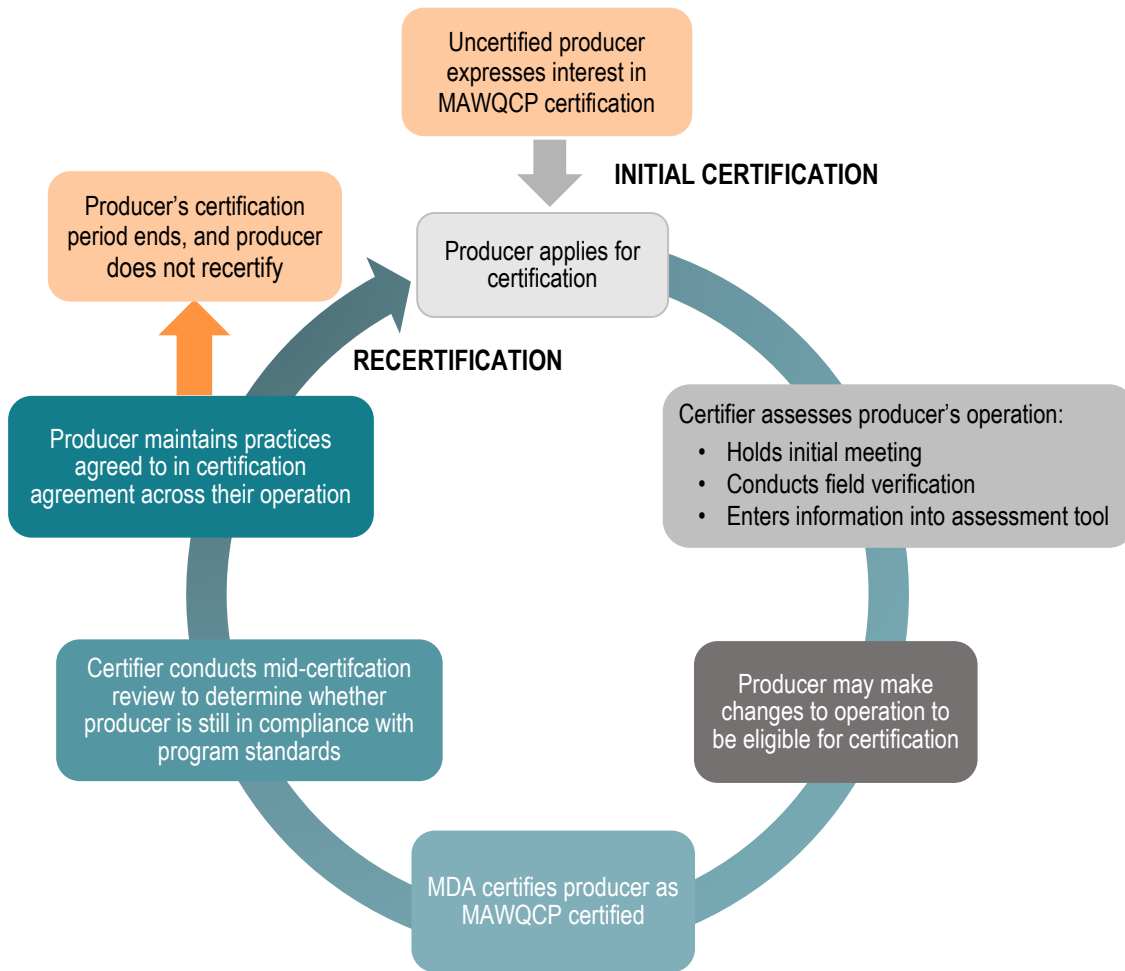 Uncertified producer
expresses interest in
MAWQCP certification
INITIAL CERTIFICATION
Producer applies for
certification
Certifier assesses producer's operation:
• Holds initial meeting
• Conducts field verification
• Enters information into assessment tool
Producer may make
changes to operation to
be eligible for certification
MDA certifies producer as
MAWQCP certified
Certifier conducts mid-certifcation
review to determine whether
producer is still in compliance with
program standards
Producer maintains practices
agreed to in certification
agreement across their operation
RECERTIFICATION
Producer's certification
period ends, and producer
does not recertify